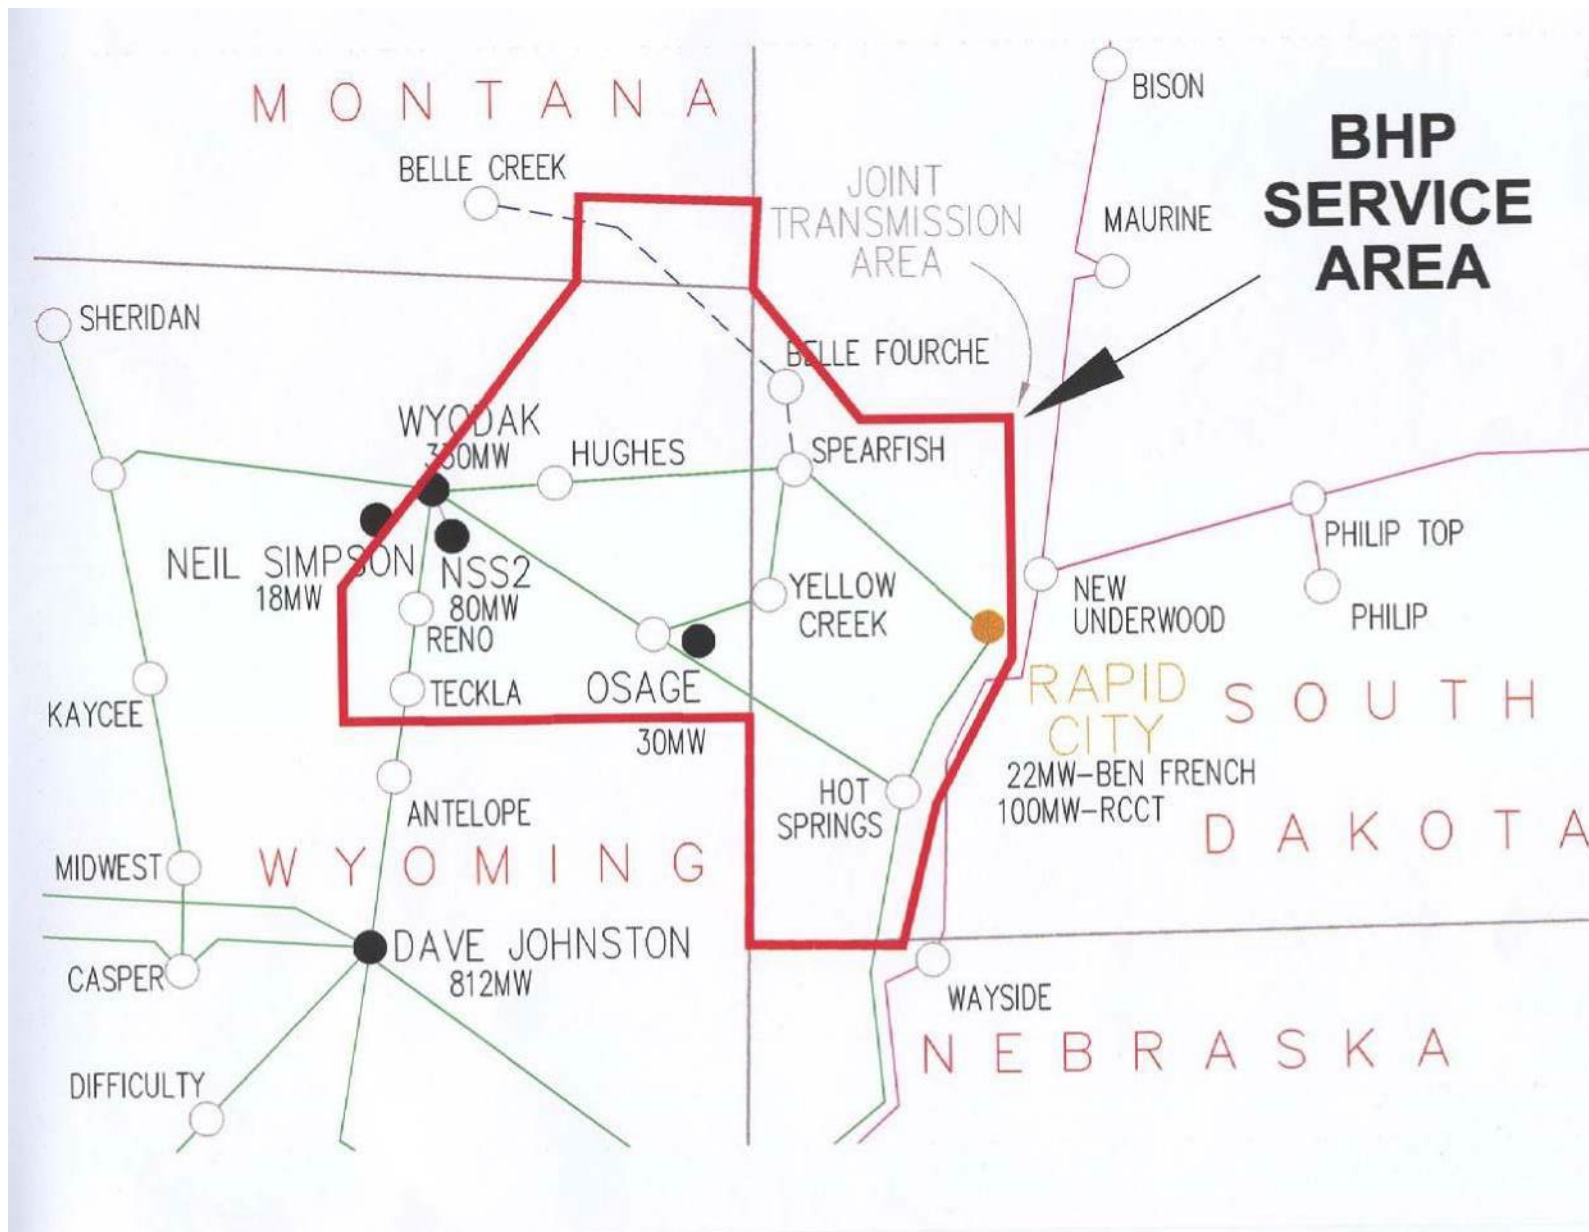 MONTANA
BISON
BHP
SERVICE
AREA
BELLE CREEK
JOINT
TRANSMISSION
AREA
MAURINE
SHERIDAN
BELLE FOURCHE
WYODAK
330MW
HUGHES
SPEARFISH
PHILIP TOP
NEIL SIMPSON
18MW
NSS2
80MW
RENO
YELLOW
CREEK
NEW
UNDERWOOD
PHILIP
KAYCEE
TECKLA
OSAGE
30MW
RAPID
CITY
22MW-BEN FRENCH
100MW-RCCT
SOUTH
DAKOTA
HOT
SPRINGS
ANTELOPE
MIDWEST
WYOMING
DAVE JOHNSTON
812MW
CASPER
WAYSIDE
NEBRASKA
DIFFICULTY